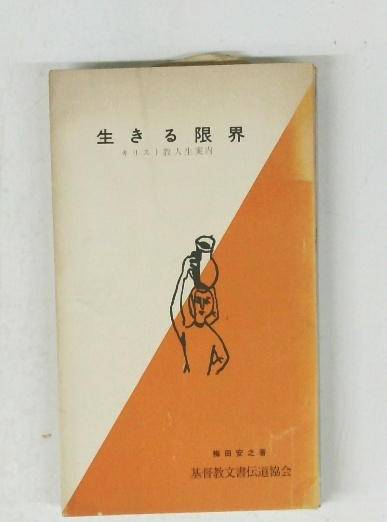 生きる限界
キリスト教人生案内
梅田安之著
基督教文書伝道協会